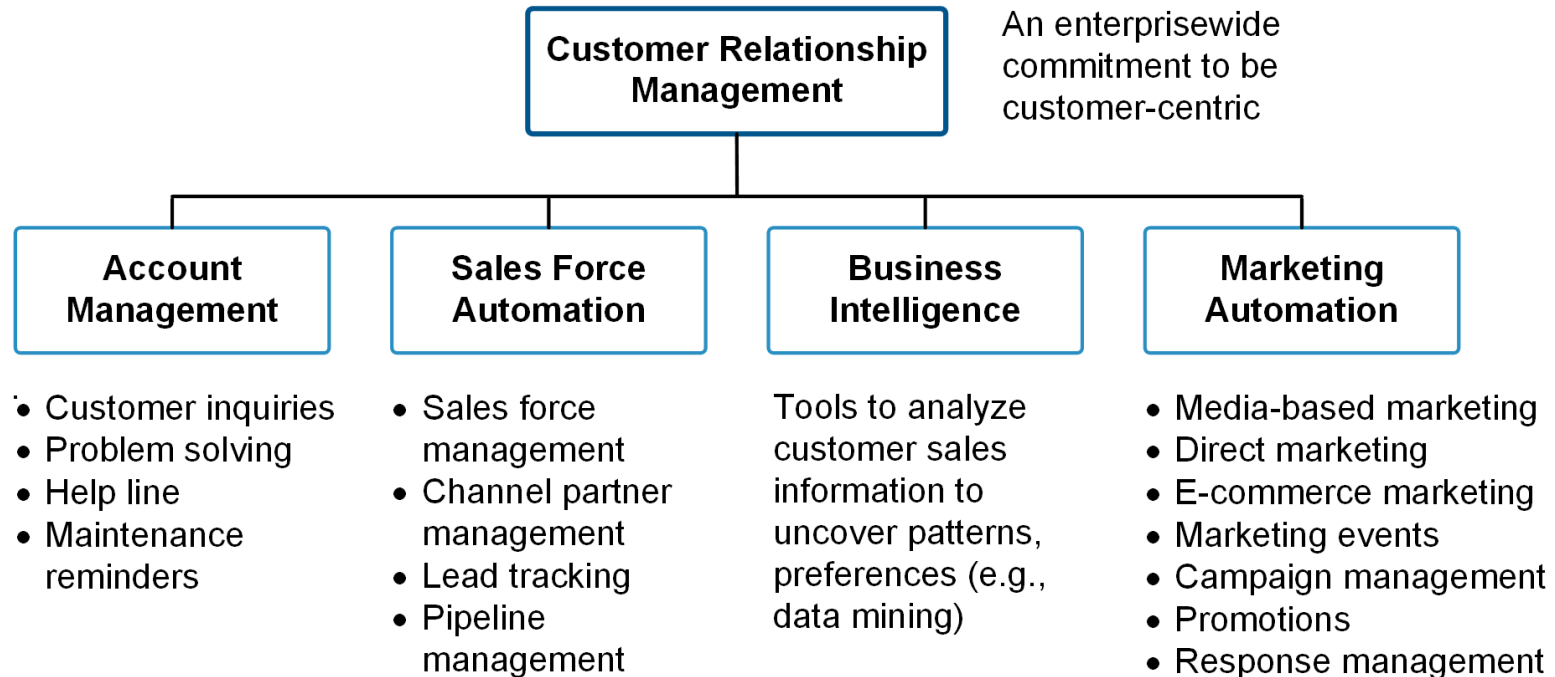 Customer Relationship
Management
An enterprisewide
commitment to be
customer-centric
Account
Management
• Customer inquiries
• Problem solving
• Help line
• Maintenance
reminders
Sales Force
Automation
• Sales force
management
• Channel partner
management
• Lead tracking
• Pipeline
management
Business
Intelligence
Tools to analyze
customer sales
information to
uncover patterns,
preferences (e.g.,
data mining)
Marketing
Automation
• Media-based marketing
• Direct marketing
• E-commerce marketing
• Marketing events
• Campaign management
• Promotions
• Response management